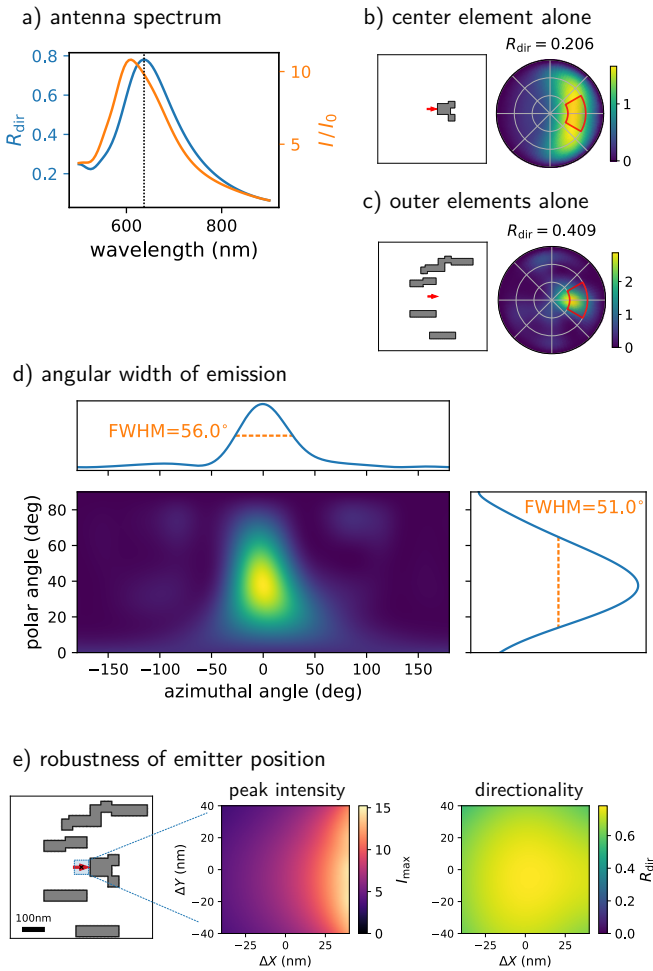 a) antenna spectrum
0.8
0.6
0.4
0.2
R_dir
10
5
I/I_0
600
800
wavelength (nm)
b) center element alone
R_dir = 0.206
1
0
c) outer elements alone
R_dir = 0.409
2
1
0
d) angular width of emission
FWHM=56.0°
80
60
40
20
0
polar angle (deg)
−150
−100
−50
0
50
100
150
azimuthal angle (deg)
FWHM=51.0°
e) robustness of emitter position
100nm
peak intensity
40
20
0
−20
−40
ΔY (nm)
−25
0
25
ΔX (nm)
15
10
5
0
I_max
directionality
40
20
0
−20
−40
−25
0
25
ΔX (nm)
0.6
0.4
0.2
0.0
R_dir